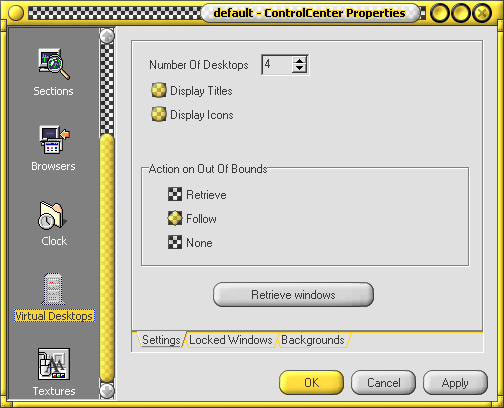 default - ControlCenter Properties
Sections
Browsers
Clock
Virtual Desktops
Textures
Number Of Desktops 4
Display Titles
Display Icons
Action on Out Of Bounds
Retrieve
Follow
None
Retrieve windows
Settings Locked Windows Backgrounds
OK Cancel Apply